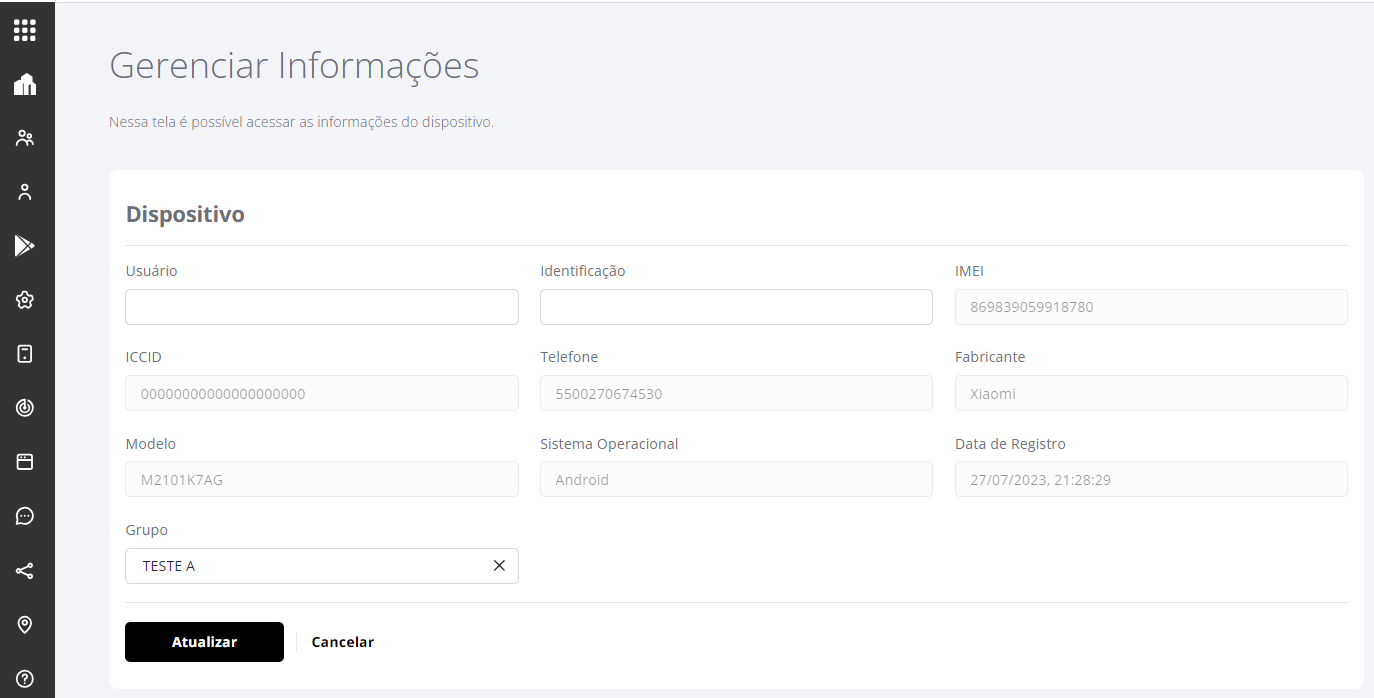 Gerenciar Informações
Nessa tela é possível acessar as informações do dispositivo.
Dispositivo
Usuário
Identificação
IMEI
869839059918780
ICCID
Telefone
Fabricante
00000000000000000000
5500270674530
Xiaomi
Modelo
Sistema Operacional
Data de Registro
M2101K7AG
Android
27/07/2023, 21:28:29
Grupo
TESTE A
Atualizar
Cancelar